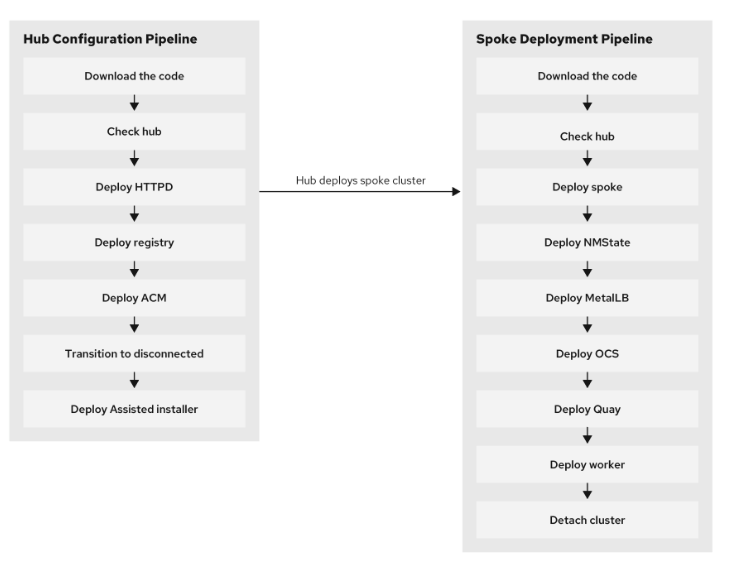 Hub Configuration Pipeline
Download the code
Check hub
Deploy HTTPD
Deploy registry
Deploy ACM
Transition to disconnected
Deploy Assisted installer
Hub deploys spoke cluster
Spoke Deployment Pipeline
Download the code
Check hub
Deploy spoke
Deploy NMState
Deploy MetalLB
Deploy OCS
Deploy Quay
Deploy worker
Detach cluster